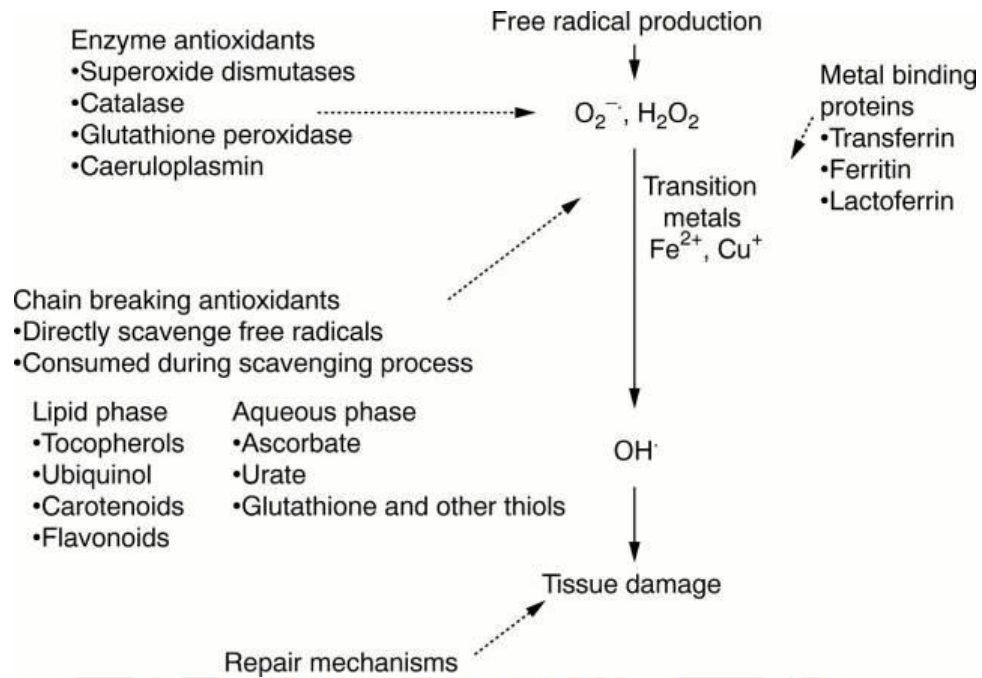 Free radical production
Enzyme antioxidants
•Superoxide dismutases
•Catalase
•Glutathione peroxidase
•Caeruloplasmin
O₂⁻·, H₂O₂
Metal binding
proteins
•Transferrin
•Ferritin
•Lactoferrin
Transition
metals
Fe²⁺, Cu⁺
Chain breaking antioxidants
•Directly scavenge free radicals
•Consumed during scavenging process
Lipid phase
•Tocopherols
•Ubiquinol
•Carotenoids
•Flavonoids
Aqueous phase
•Ascorbate
•Urate
•Glutathione and other thiols
OH·
Tissue damage
Repair mechanisms